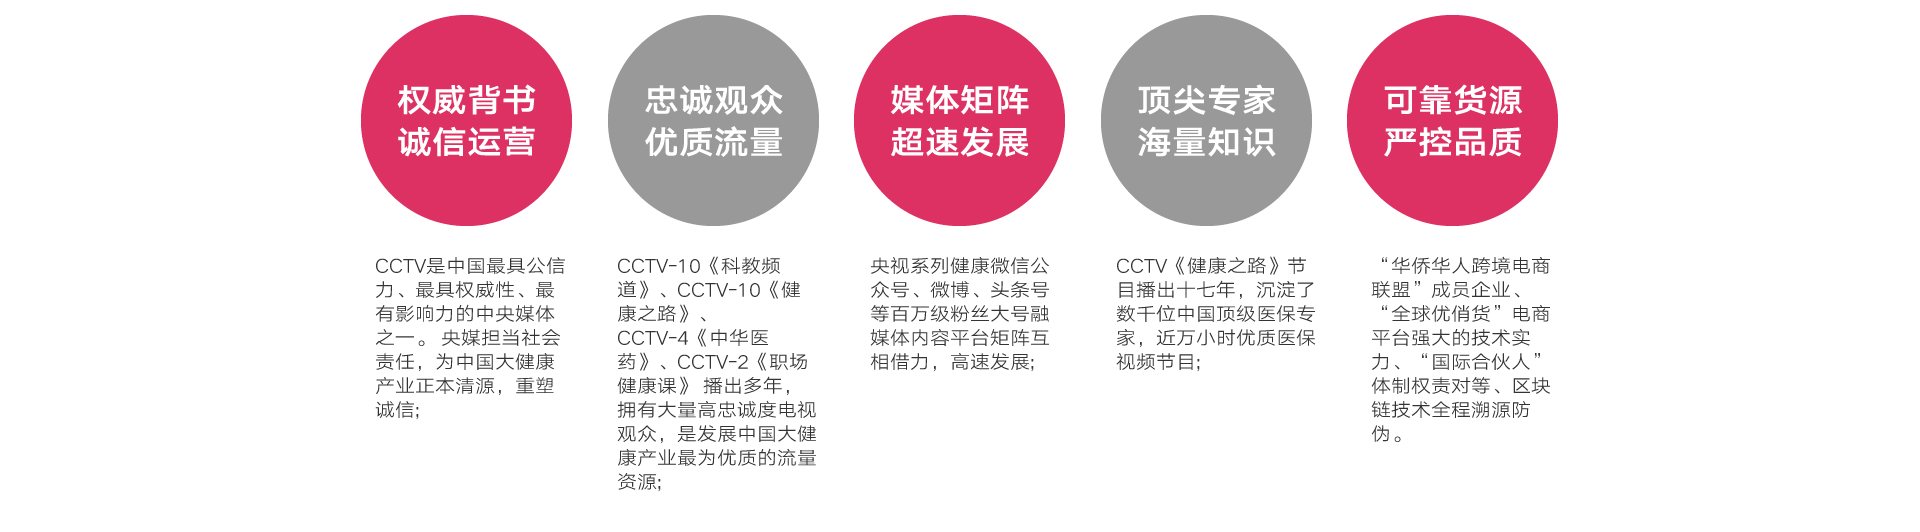 权威背书
诚信运营
CCTV是中国最具公信
力、最具权威性、最
有影响力的中央媒体
之一。 央媒担当社会
责任，为中国大健康
产业正本清源，重塑
诚信;
忠诚观众
优质流量
CCTV-10《科教频
道》、CCTV-10《健
康之路》、
CCTV-4《中华医
药》、CCTV-2《职场
健康课》 播出多年，
拥有大量高忠诚度电视
观众，是发展中国大健
康产业最为优质的流量
资源;
媒体矩阵
超速发展
央视系列健康微信公
众号、微博、头条号
等百万级粉丝大号融
媒体内容平台矩阵互
相借力，高速发展;
顶尖专家
海量知识
CCTV《健康之路》节
目播出十七年，沉淀了
数千位中国顶级医保专
家，近万小时优质医保
视频节目;
可靠货源
严控品质
“华侨华人跨境电商
联盟”成员企业、
“全球优俏货”电商
平台强大的技术实
力、“国际合伙人”
体制权责对等、区块
链技术全程溯源防
伪。